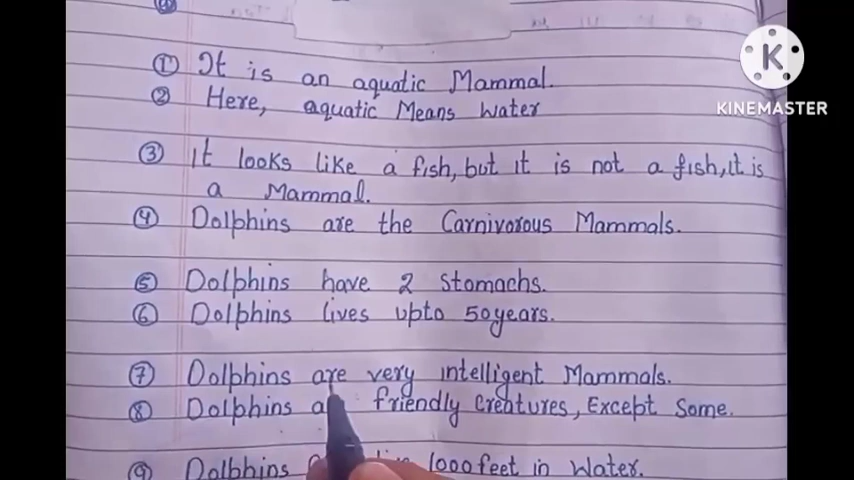 ① It is an aquatic Mammal.
② Here, aquatic Means Water
③ It looks like a fish, but it is not a fish, it is
a Mammal.
④ Dolphins are the Carnivorous Mammals.
⑤ Dolphins have 2 Stomachs.
⑥ Dolphins lives upto 50years.
⑦ Dolphins are very intelligent Mammals.
⑧ Dolphins a friendly Creatures, Except Some.
⑨ Dolphins 1000 feet in Water.
KINEMASTER